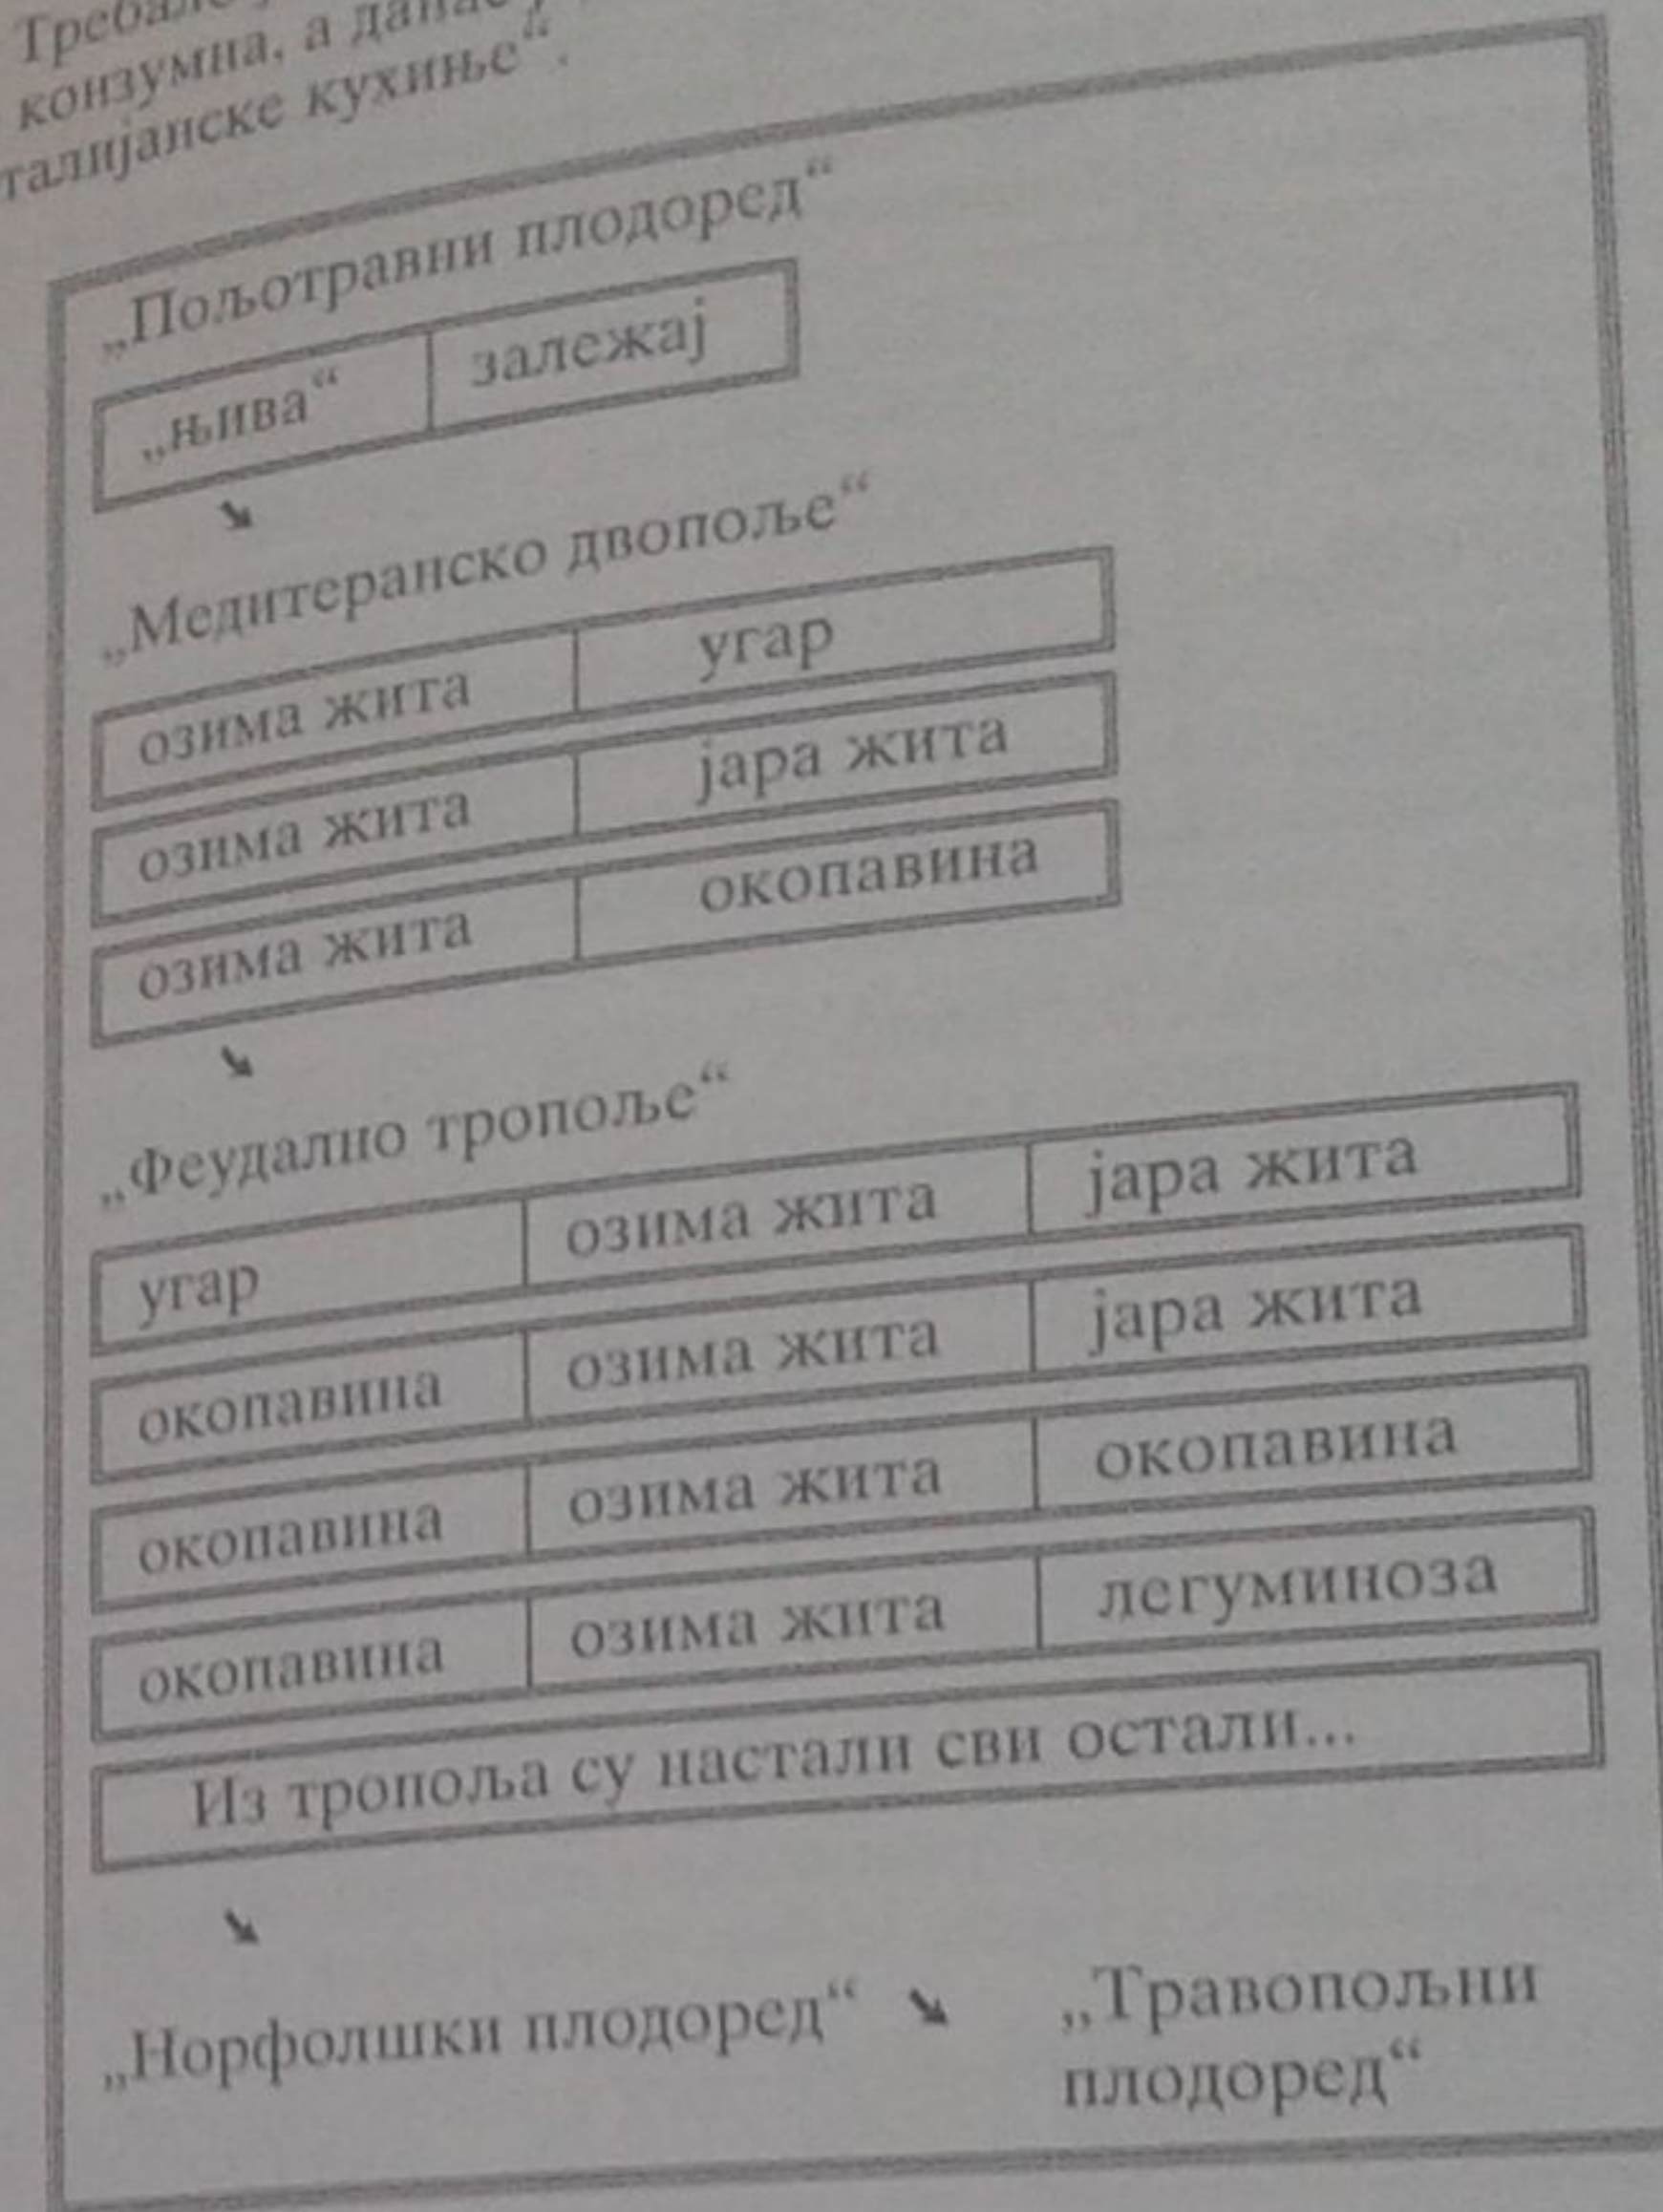 конзумна, а
талијанске кухиње“.
„Пољотравни плодоред“
„њива“ залежај
„Медитеранско двопоље“
озима жита угар
озима жита јара жита
озима жита окопавина
„Феудално тропоље“
угар озима жита јара жита
окопавина озима жита јара жита
окопавина озима жита окопавина
окопавина озима жита легуминоза
Из тропоља су настали сви остали...
„Норфолшки плодоред“ „Травопољни
плодоред“